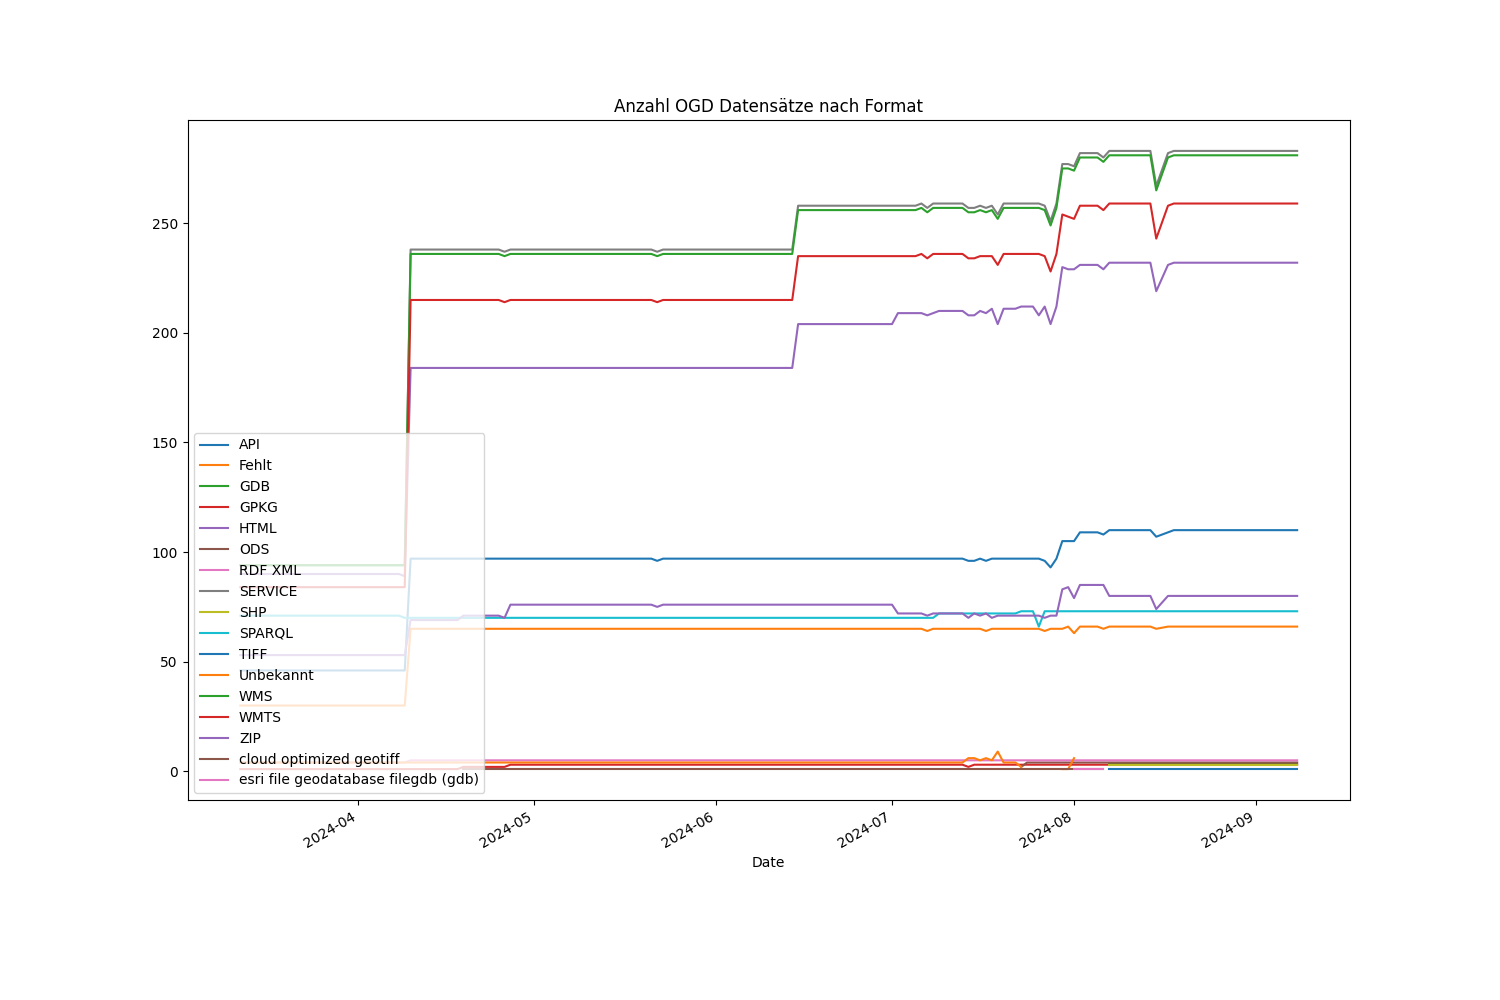 Anzahl OGD Datensätze nach Format
250
200
150
100
50
0
API
Fehlt
GDB
GPKG
HTML
ODS
RDF XML
SERVICE
SHP
SPARQL
TIFF
Unbekannt
WMS
WMTS
ZIP
cloud optimized geotiff
esri file geodatabase filegdb (gdb)
2024-04
2024-05
2024-06
2024-07
2024-08
2024-09
Date